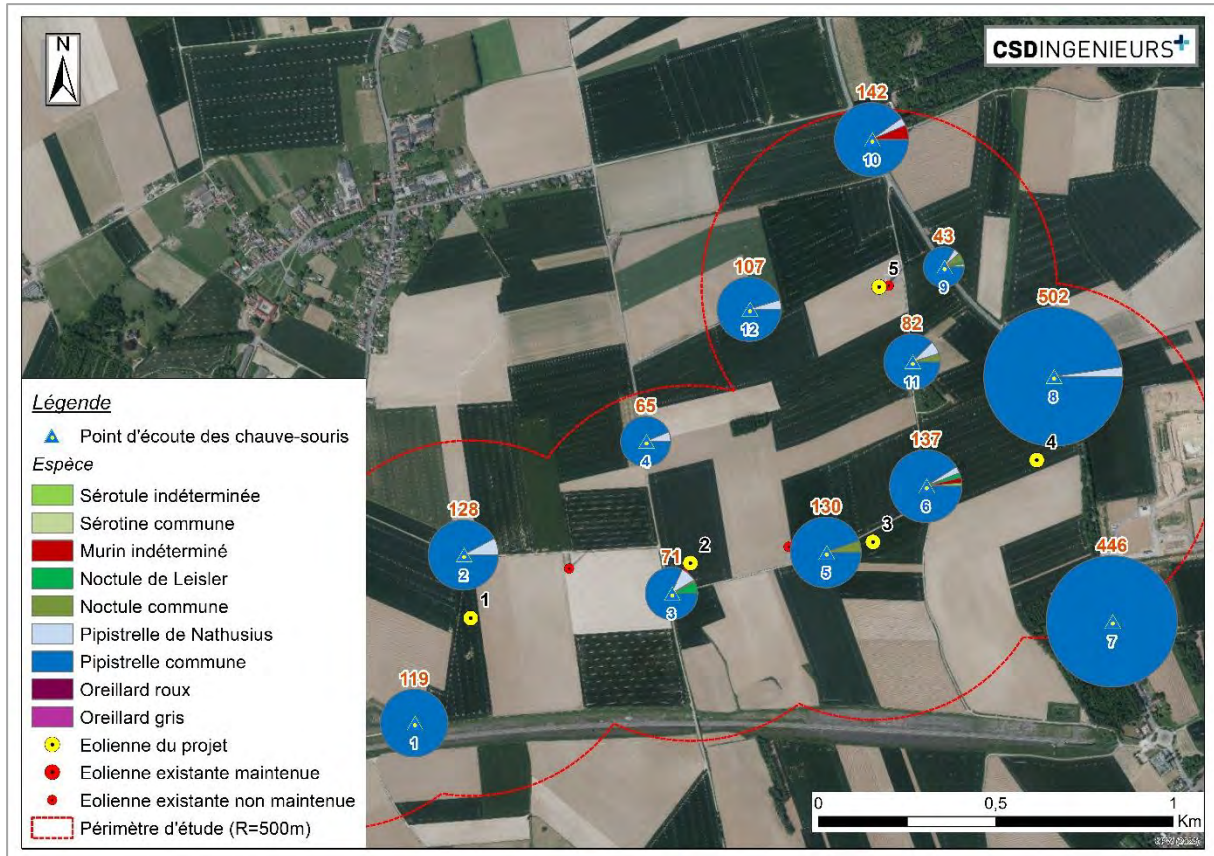 N
CSDINGENIEURS+
142
10
43
9
5
107
12
502
8
82
11
65
4
4
137
6
128
2
130
5
3
71
2
3
446
7
1
119
1
Légende
Point d'écoute des chauve-souris
Espèce
Sérotule indéterminée
Sérotine commune
Murin indéterminé
Noctule de Leisler
Noctule commune
Pipistrelle de Nathusius
Pipistrelle commune
Oreillard roux
Oreillard gris
Eolienne du projet
Eolienne existante maintenue
Eolienne existante non maintenue
Périmètre d'étude (R=500m)
0 0,5 1
Km